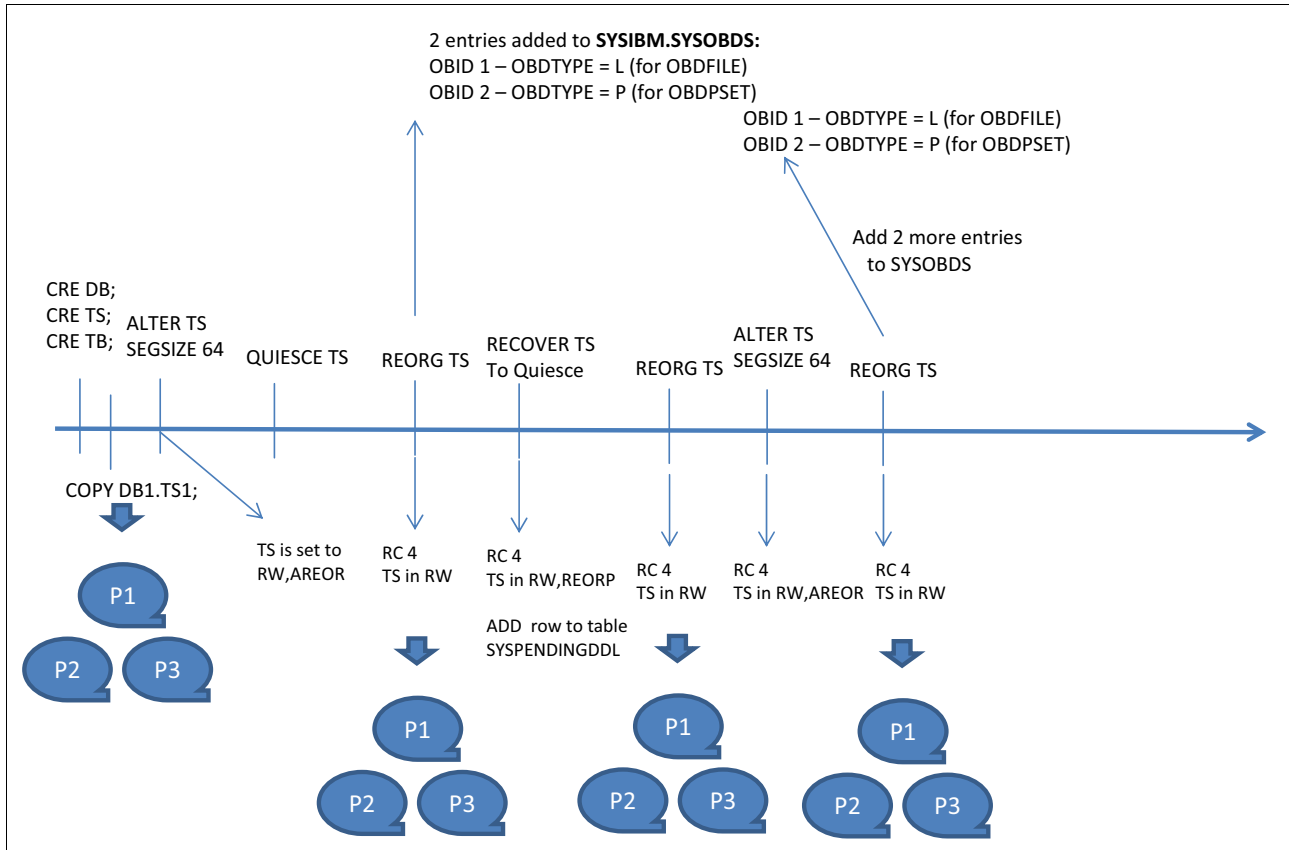 2 entries added to SYSIBM.SYSOBDS:
OBID 1 – OBDTYPE = L (for OBDFILE)
OBID 2 – OBDTYPE = P (for OBDPSET)
OBID 1 – OBDTYPE = L (for OBDFILE)
OBID 2 – OBDTYPE = P (for OBDPSET)
Add 2 more entries
to SYSOBDS
CRE DB;
CRE TS;
CRE TB;
ALTER TS
SEGSIZE 64
QUIESCE TS
REORG TS
RECOVER TS
To Quiesce
REORG TS
ALTER TS
SEGSIZE 64
REORG TS
COPY DB1.TS1;
TS is set to
RW,AREOR
RC 4
TS in RW
RC 4
TS in RW,REORP
ADD row to table
SYSPENDINGDDL
RC 4
TS in RW
RC 4
TS in RW,AREOR
RC 4
TS in RW
P1
P2
P3
P1
P2
P3
P1
P2
P3
P1
P2
P3